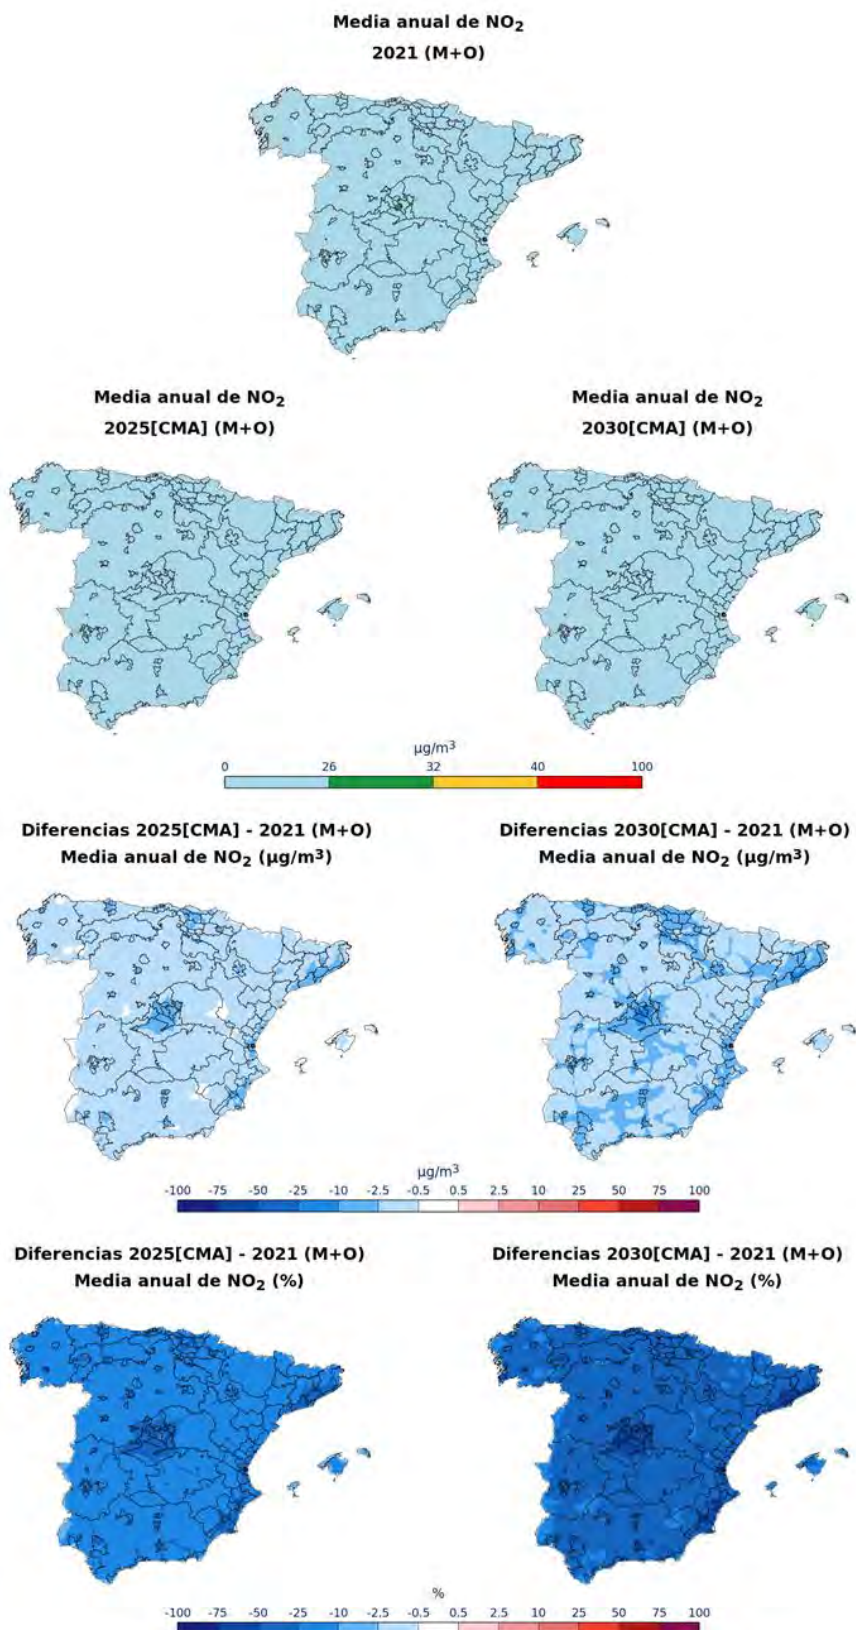 Media anual de NO₂
2021 (M+O)
Media anual de NO₂
2025[CMA] (M+O)
Media anual de NO₂
2030[CMA] (M+O)
µg/m³
0 26 32 40 100
Diferencias 2025[CMA] - 2021 (M+O)
Media anual de NO₂ (µg/m³)
Diferencias 2030[CMA] - 2021 (M+O)
Media anual de NO₂ (µg/m³)
µg/m³
-100 -75 -50 -25 -10 -2.5 -0.5 0.5 2.5 10 25 50 75 100
Diferencias 2025[CMA] - 2021 (M+O)
Media anual de NO₂ (%)
Diferencias 2030[CMA] - 2021 (M+O)
Media anual de NO₂ (%)
%
-100 -75 -50 -25 -10 -2.5 -0.5 0.5 2.5 10 25 50 75 100